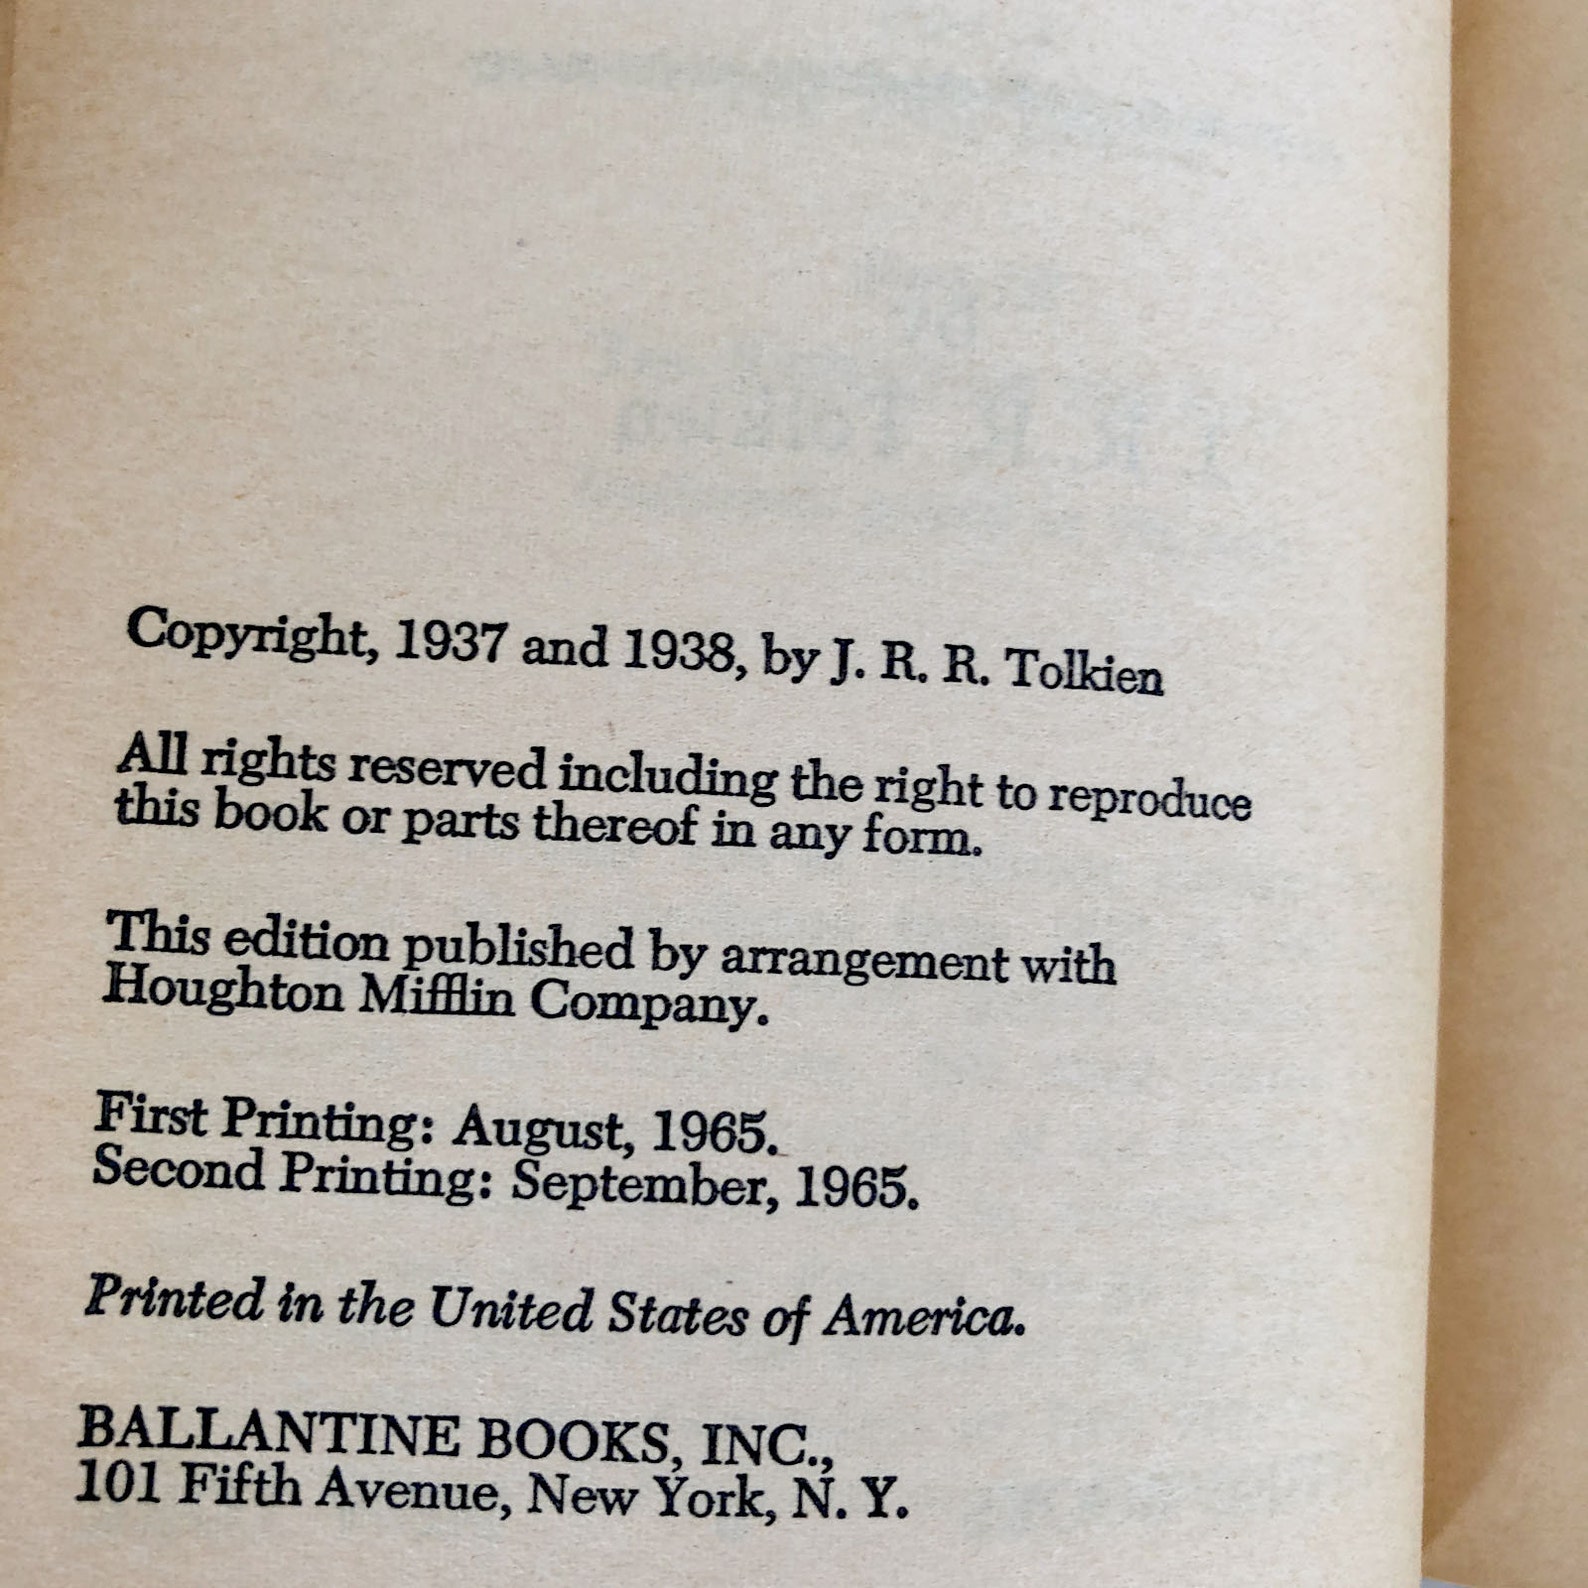 Copyright, 1937 and 1938, by J. R. R. Tolkien
All rights reserved including the right to reproduce
this book or parts thereof in any form.
This edition published by arrangement with
Houghton Mifflin Company.
First Printing: August, 1965.
Second Printing: September, 1965.
Printed in the United States of America.
BALLANTINE BOOKS, INC.,
101 Fifth Avenue, New York, N. Y.